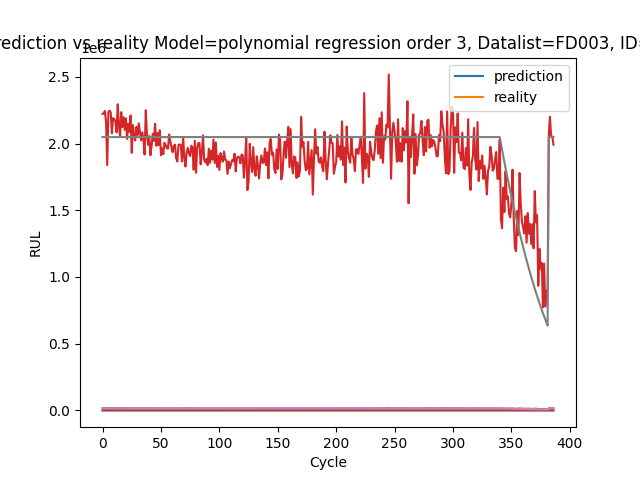 rediction vs reality Model=polynomial regression order 3, Datalist=FD003, ID=
1e6
prediction
reality
2.5
2.0
1.5
1.0
0.5
0.0
RUL
0 50 100 150 200 250 300 350 400
Cycle